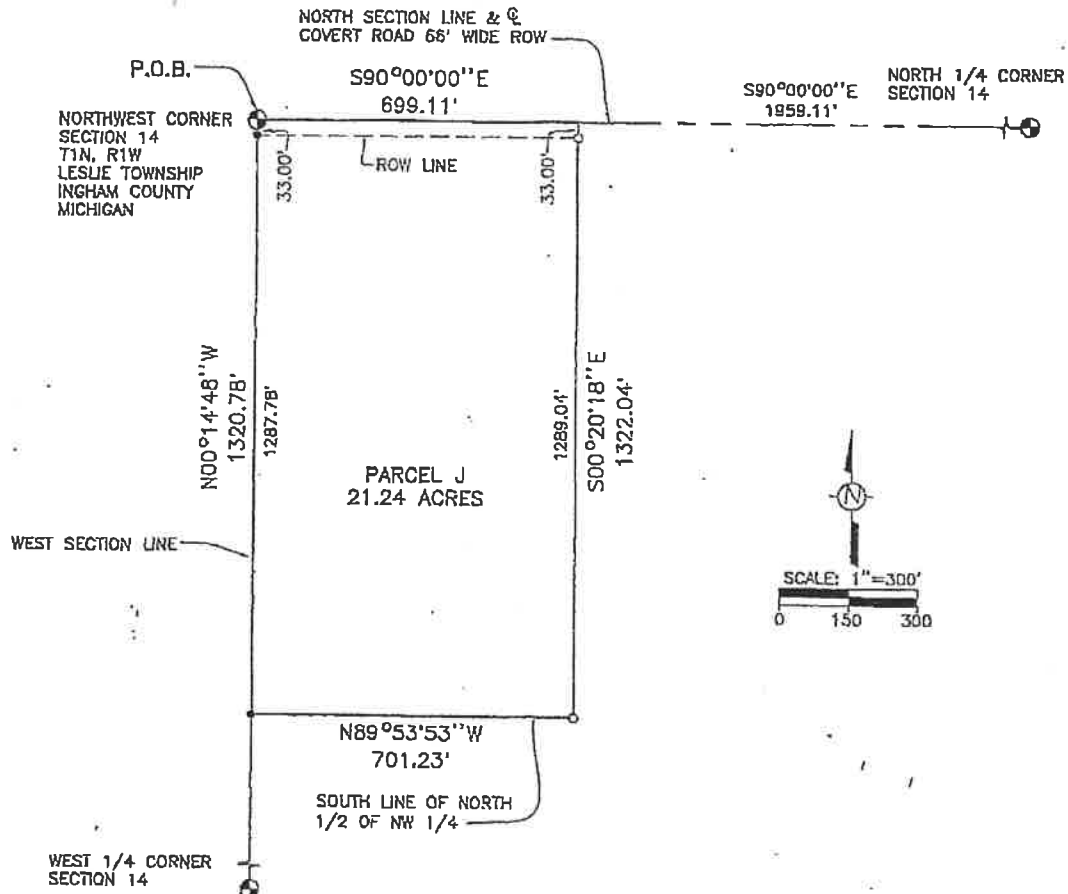 NORTH SECTION LINE & ℄
COVERT ROAD 66' WIDE ROW
P.O.B.
S90°00'00''E
699.11'
S90°00'00''E
1959.11'
NORTH 1/4 CORNER
SECTION 14
NORTHWEST CORNER
SECTION 14
T1N, R1W
LESLIE TOWNSHIP
INGHAM COUNTY
MICHIGAN
33.00'
ROW LINE
33.00'
N00°14'48''W
1320.78'
1287.78'
1289.04'
S00°20'18''E
1322.04'
PARCEL J
21.24 ACRES
WEST SECTION LINE
N
SCALE: 1"=300'
0 150 300
N89°53'53''W
701.23'
SOUTH LINE OF NORTH
1/2 OF NW 1/4
WEST 1/4 CORNER
SECTION 14